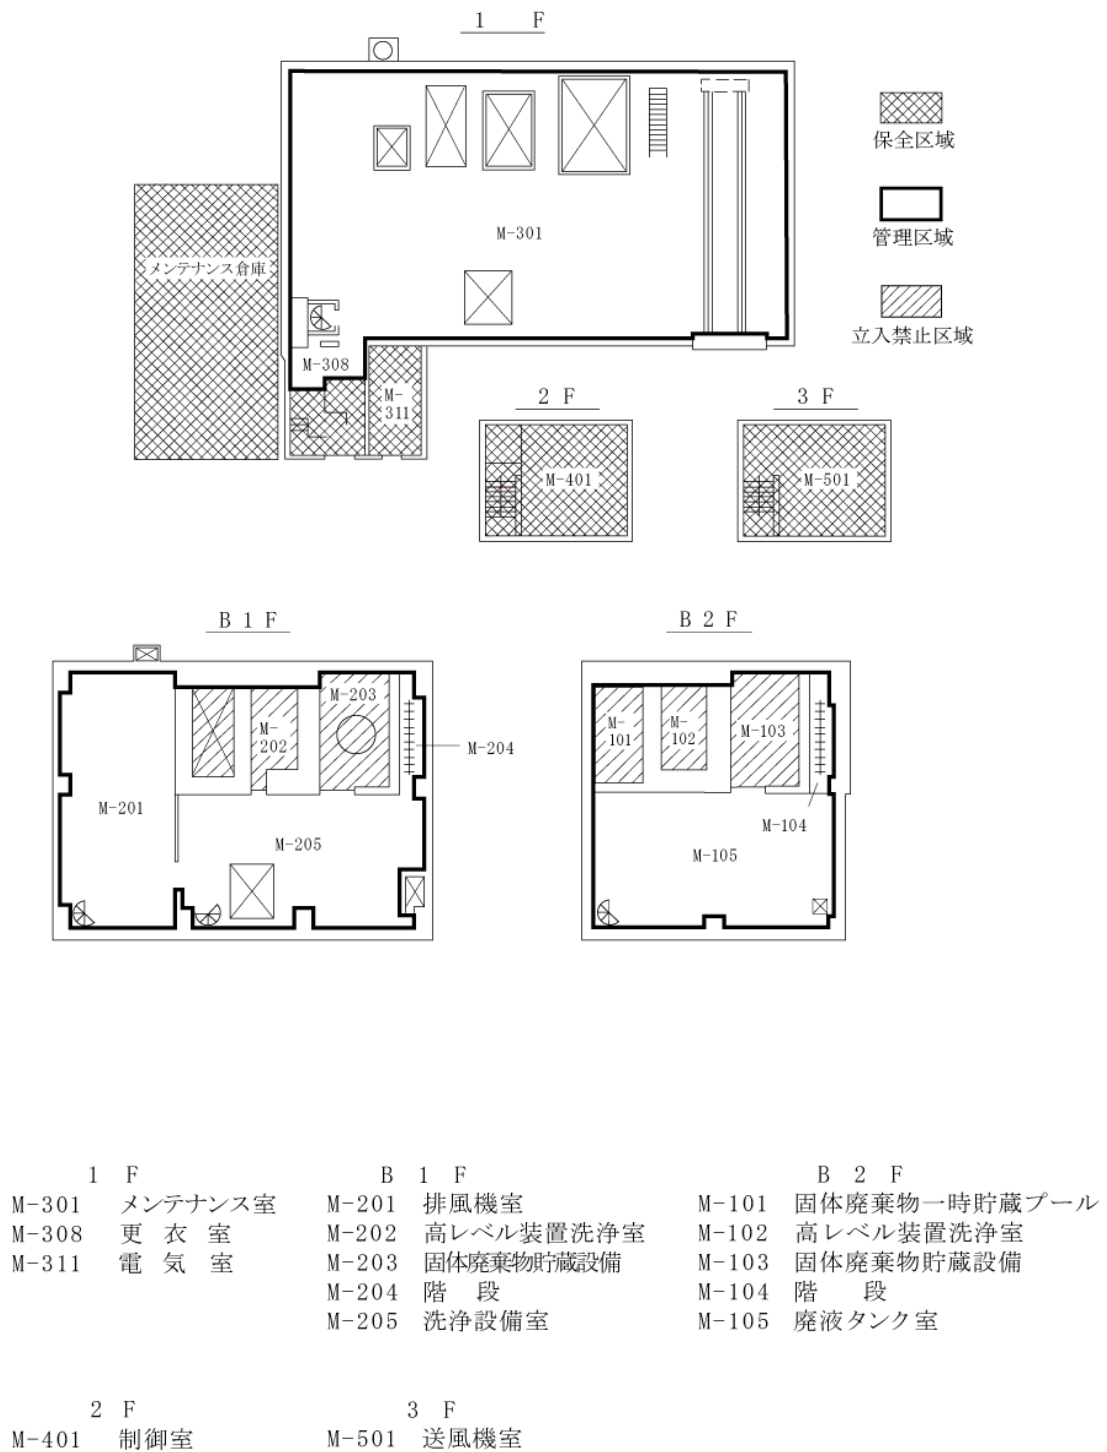 1 F
保全区域
管理区域
立入禁止区域
メンテナンス倉庫
M-301
M-308
M-
311
2 F
M-401
3 F
M-501
B 1 F
M-203
M-
202
M-204
M-201
M-205
B 2 F
M-
101
M-
102
M-103
M-104
M-105
1 F
M-301 メンテナンス室
M-308 更 衣 室
M-311 電 気 室
B 1 F
M-201 排風機室
M-202 高レベル装置洗浄室
M-203 固体廃棄物貯蔵設備
M-204 階 段
M-205 洗浄設備室
B 2 F
M-101 固体廃棄物一時貯蔵プール
M-102 高レベル装置洗浄室
M-103 固体廃棄物貯蔵設備
M-104 階 段
M-105 廃液タンク室
2 F
M-401 制御室
3 F
M-501 送風機室